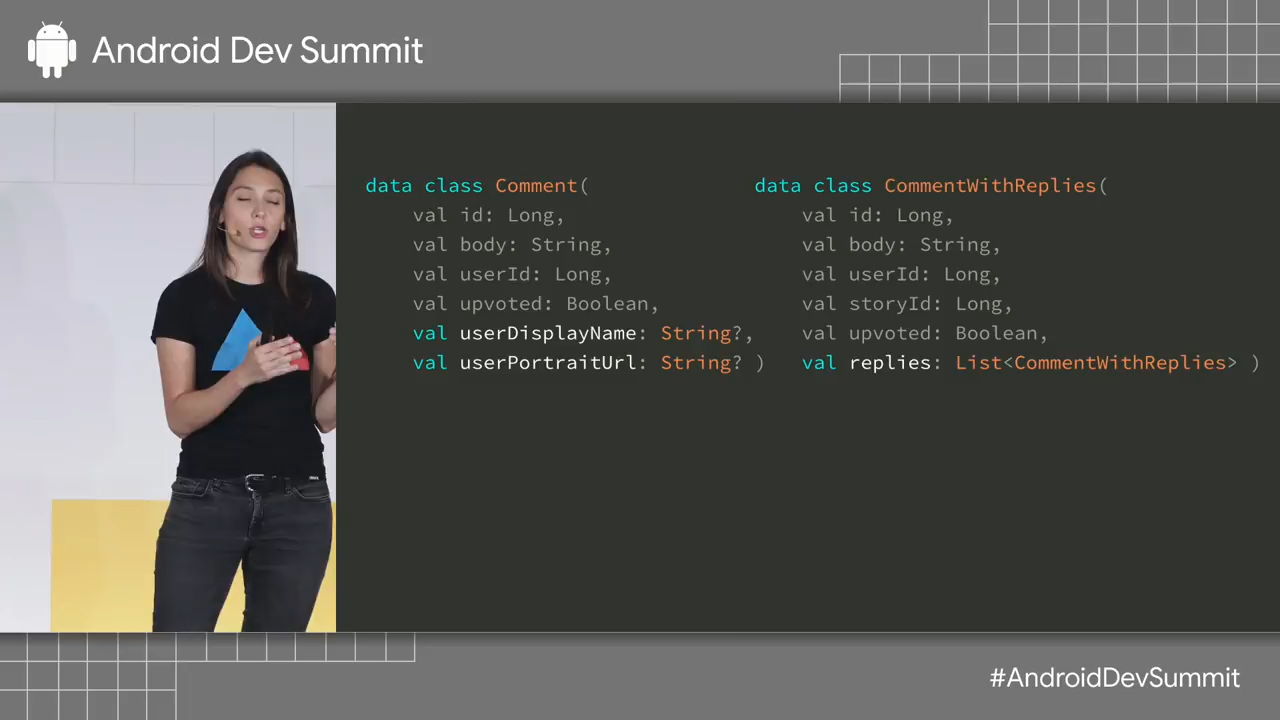 Android Dev Summit
data class Comment(
val id: Long,
val body: String,
val userId: Long,
val upvoted: Boolean,
val userDisplayName: String?,
val userPortraitUrl: String? )
data class CommentWithReplies(
val id: Long,
val body: String,
val userId: Long,
val storyId: Long,
val upvoted: Boolean,
val replies: List<CommentWithReplies> )
#AndroidDevSummit